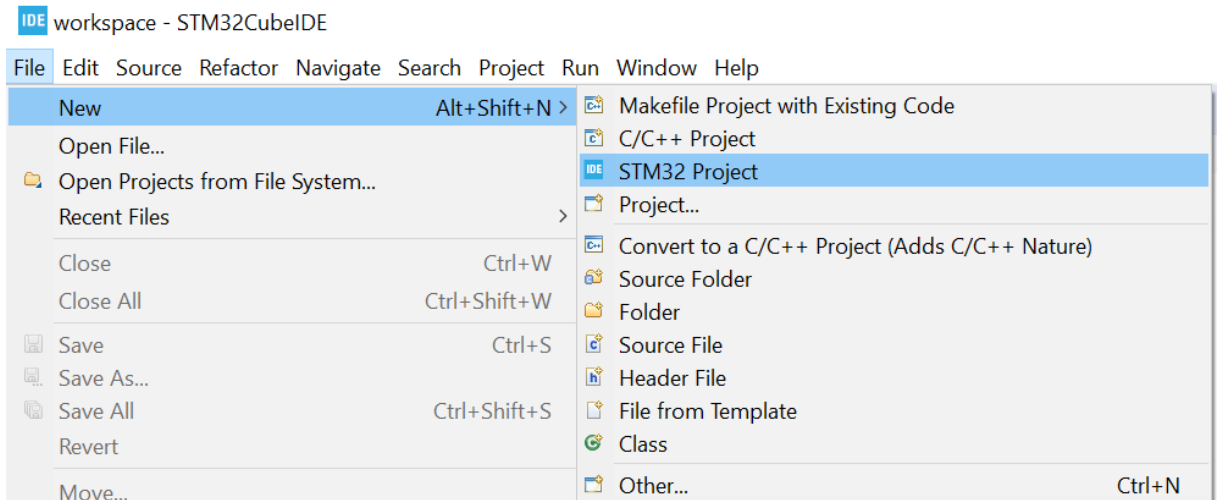 IDE workspace - STM32CubeIDE
File Edit Source Refactor Navigate Search Project Run Window Help
New Alt+Shift+N >
Open File...
Open Projects from File System...
Recent Files >
Close Ctrl+W
Close All Ctrl+Shift+W
Save Ctrl+S
Save As...
Save All Ctrl+Shift+S
Revert
Move...
Makefile Project with Existing Code
C/C++ Project
IDE STM32 Project
Project...
Convert to a C/C++ Project (Adds C/C++ Nature)
Source Folder
Folder
Source File
Header File
File from Template
Class
Other... Ctrl+N